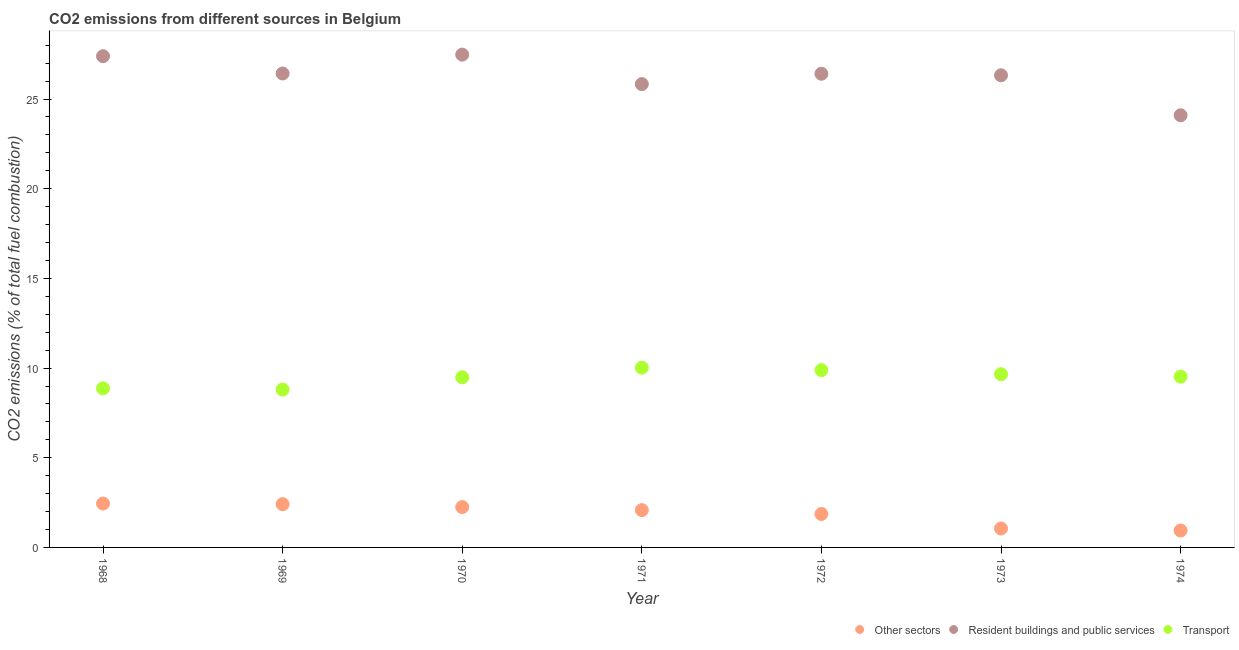 CO2 emissions from different sources in Belgium
CO2 emissions (% of total fuel combustion)
25
20
15
10
5
0
1968
1969
1970
1971
1972
1973
1974
Year
Other sectors
Resident buildings and public services
Transport